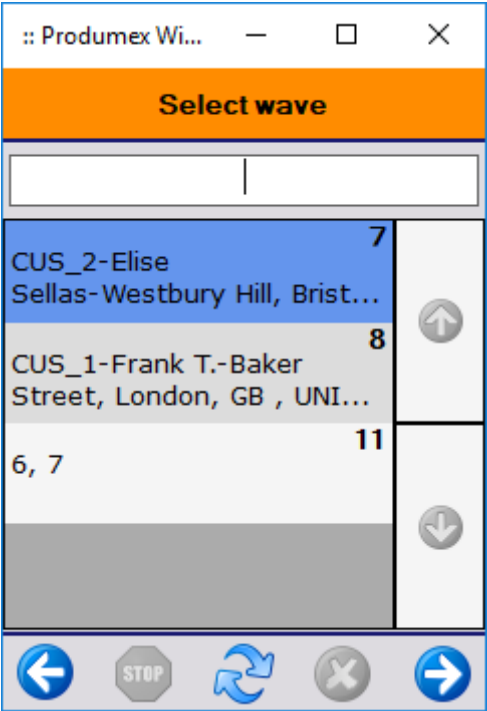 :: Produmex Wi...
Select wave
7
CUS_2-Elise
Sellas-Westbury Hill, Brist...
8
CUS_1-Frank T.-Baker
Street, London, GB , UNI...
11
6, 7
STOP